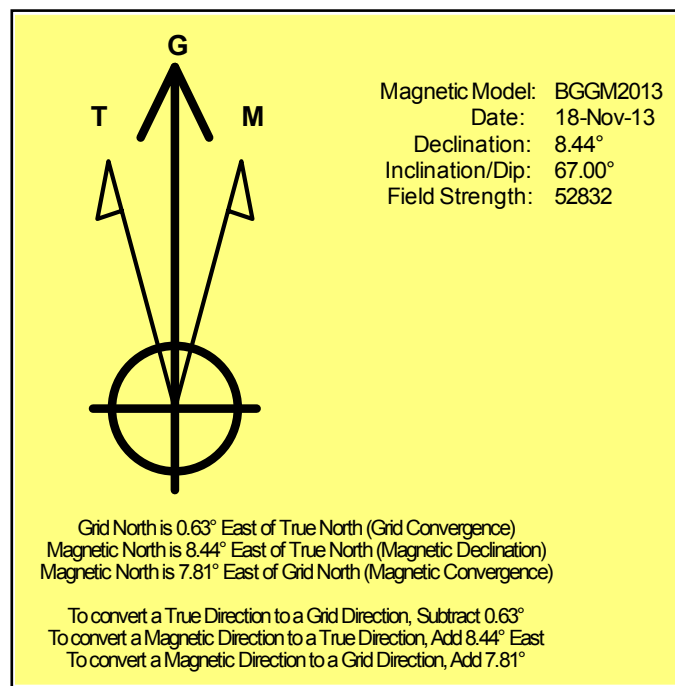 G
T
M
Magnetic Model: BGGM2013
Date: 18-Nov-13
Declination: 8.44°
Inclination/Dip: 67.00°
Field Strength: 52832
Grid North is 0.63° East of True North (Grid Convergence)
Magnetic North is 8.44° East of True North (Magnetic Declination)
Magnetic North is 7.81° East of Grid North (Magnetic Convergence)
To convert a True Direction to a Grid Direction, Subtract 0.63°
To convert a Magnetic Direction to a True Direction, Add 8.44° East
To convert a Magnetic Direction to a Grid Direction, Add 7.81°